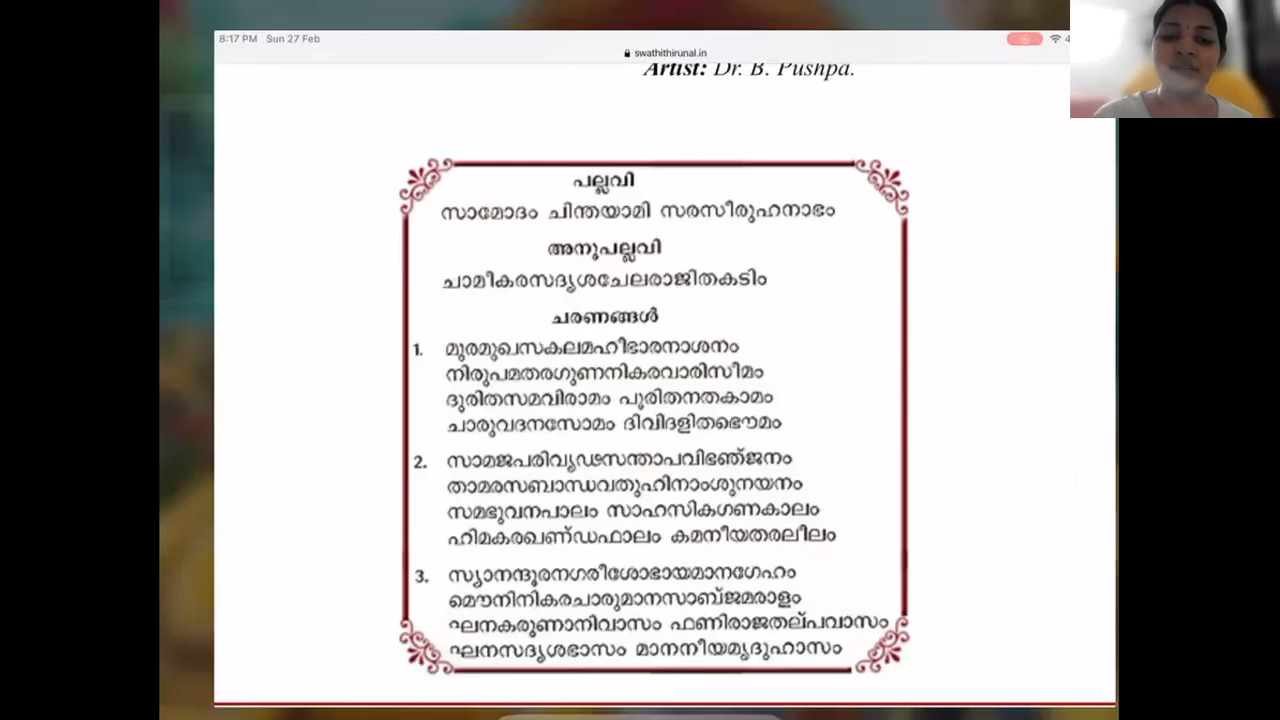 8:17 PM Sun 27 Feb
swathithirunal.in
Artist: Dr. B. Pushpa.
പല്ലവി
സാമോദം ചിന്തയാമി സരസീരുഹനാഭം
അനുപല്ലവി
ചാമീകരസദൃശചേലരാജിതകടിം
ചരണങ്ങൾ
1. മുരമുഖസകലമഹീഭാരനാശനം
നിരുപമതരഗുണനികരവാരിസീമം
ദുരിതസമവിരാമം പൂരിതനതകാമം
ചാരുവദനസോമം ദിവിദളിതഭൌമം
2. സാമജപരിവൃഢസന്താപവിഭഞ്ജനം
താമരസബാന്ധവതുഹിനാംശുനയനം
സമഭുവനപാലം സാഹസികഗണകാലം
ഹിമകരഖണ്ഡഫാലം കമനീയതരലീലം
3. സ്യാനന്ദൂരനഗരീശോഭായമാനഗേഹം
മൌനിനികരചാരുമാനസാബ്ജമരാളം
ഘനകരുണാനിവാസം ഫണിരാജതല്പവാസം
ഘനസദൃശഭാസം മാനനീയമൃദുഹാസം